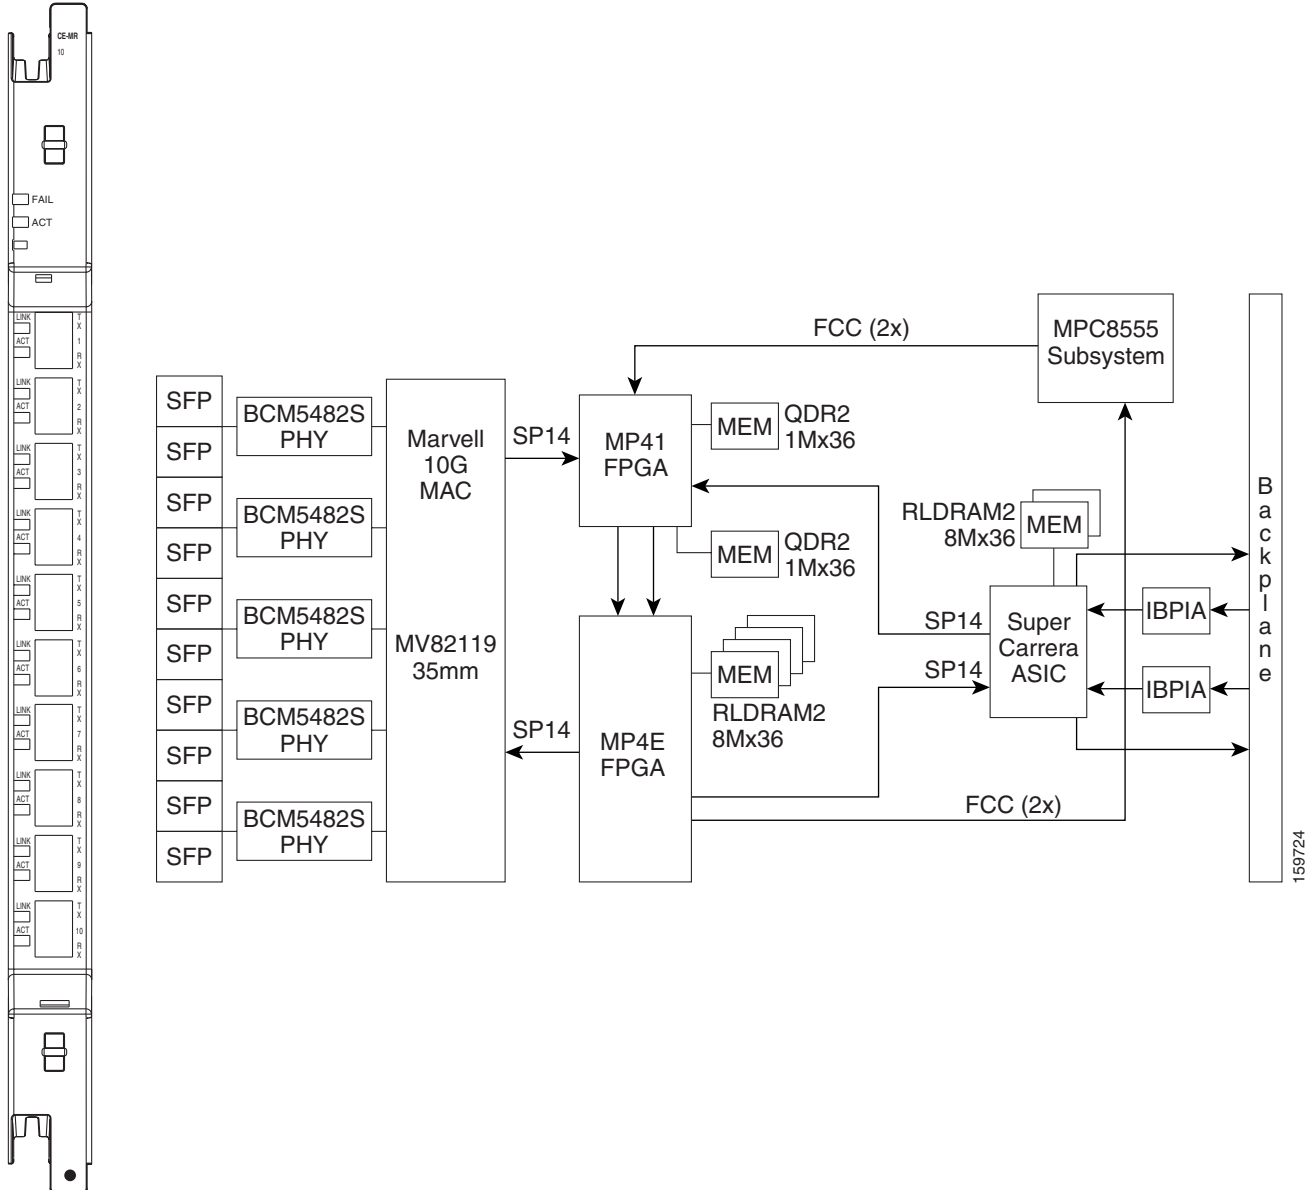 CE-MR
10
FAIL
ACT
LINK
ACT
TX 1 RX
LINK
ACT
TX 2 RX
LINK
ACT
TX 3 RX
LINK
ACT
TX 4 RX
LINK
ACT
TX 5 RX
LINK
ACT
TX 6 RX
LINK
ACT
TX 7 RX
LINK
ACT
TX 8 RX
LINK
ACT
TX 9 RX
LINK
ACT
TX 10 RX
SFP
SFP
SFP
SFP
SFP
SFP
SFP
SFP
SFP
SFP
BCM5482S
PHY
BCM5482S
PHY
BCM5482S
PHY
BCM5482S
PHY
BCM5482S
PHY
Marvell
10G
MAC
MV82119
35mm
SP14
SP14
MP41
FPGA
MEM
QDR2
1Mx36
MEM
QDR2
1Mx36
MP4E
FPGA
MEM
RLDRAM2
8Mx36
FCC (2x)
MPC8555
Subsystem
RLDRAM2
8Mx36
MEM
SP14
SP14
Super
Carrera
ASIC
IBPIA
IBPIA
FCC (2x)
Backplane
159724